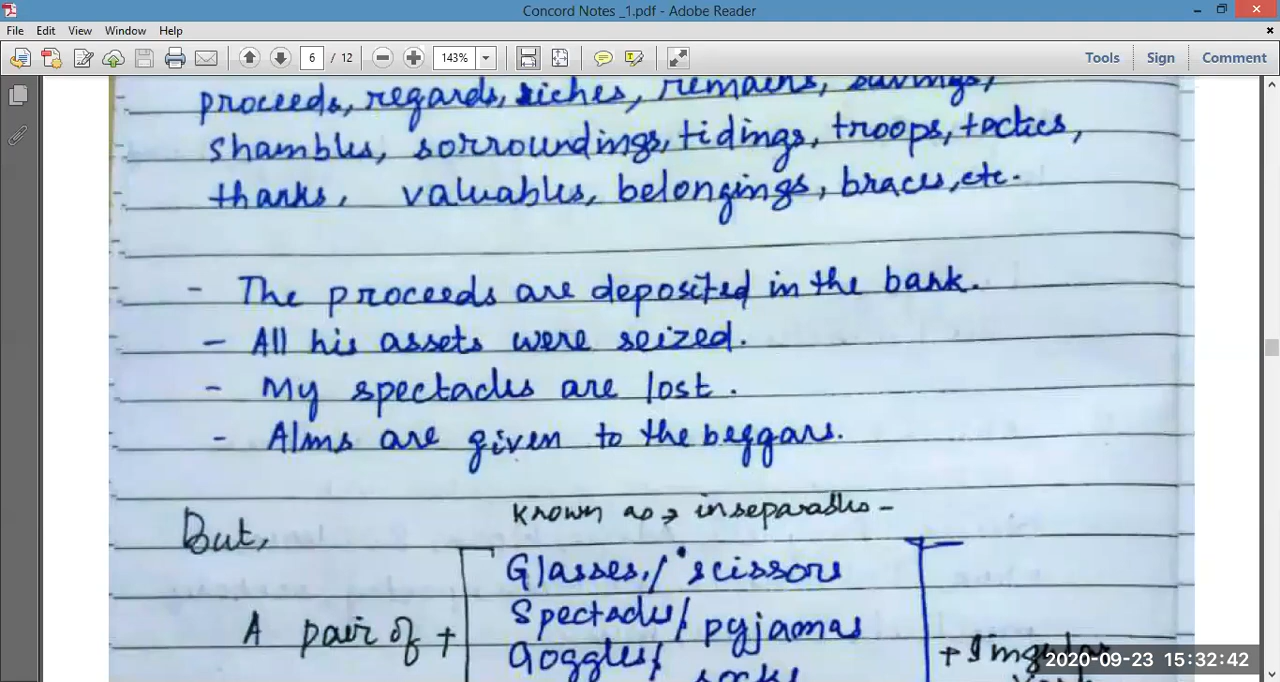 Concord Notes _1.pdf - Adobe Reader
File Edit View Window Help
6 / 12 143% Tools Sign Comment
proceeds, regards, riches, remains, savings,
shambles, sorroundings, tidings, troops, tactics,
thanks, valuables, belongings, braces, etc.
- The proceeds are deposited in the bank.
- All his assets were seized.
- My spectacles are lost.
- Alms are given to the beggars.
Known as → inseparables -
But,
Glasses / scissors
Spectacles / pyjamas
A pair of +
Goggles /
socks
+ Singular
2020-09-23 15:32:42